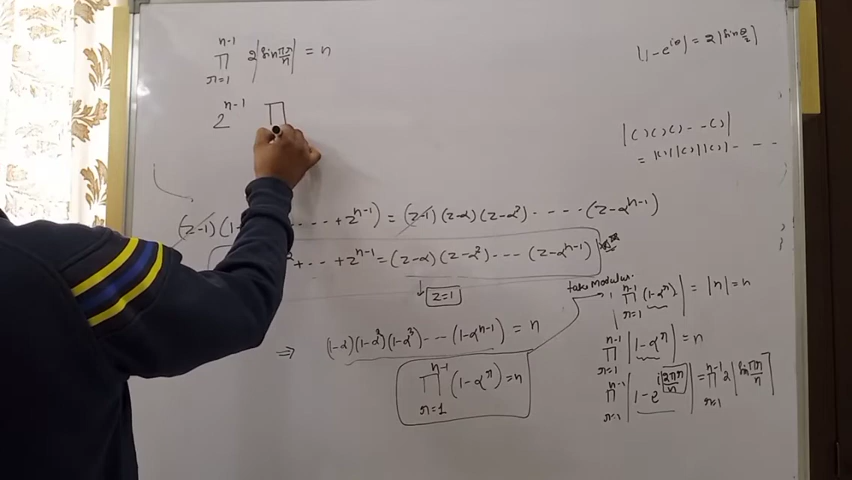 ∏_{r=1}^{n-1} 2|sin πr/n| = n
|1-e^{iθ}| = 2|sin θ/2|
2^{n-1} ∏
|( )( )( ) - - ( )|
= |( )| |( )| |( )| - - - -
(z-1)(1- ... + z^{n-1}) = (z-1)(z-α)(z-α²) ---- (z-α^{n-1})
² + ·· + z^{n-1} = (z-α)(z-α²) --- (z-α^{n-1})
↓ z=1
take Modulus.
|∏_{r=1}^{n-1} (1-α^r)| = |n| = n
⇒ (1-α)(1-α²)(1-α³) --- (1-α^{n-1}) = n
∏_{r=1}^{n-1} |1-α^r| = n
∏_{r=1}^{n-1} (1-α^r) = n
∏_{r=1}^{n-1} |1-e^{i 2πr/n}| = ∏_{r=1}^{n-1} 2|sin πr/n|